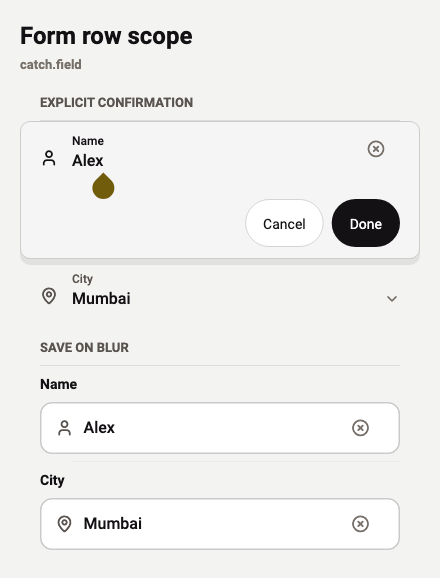 Form row scope
catch.field
EXPLICIT CONFIRMATION
Name
Alex
Cancel
Done
City
Mumbai
SAVE ON BLUR
Name
Alex
City
Mumbai